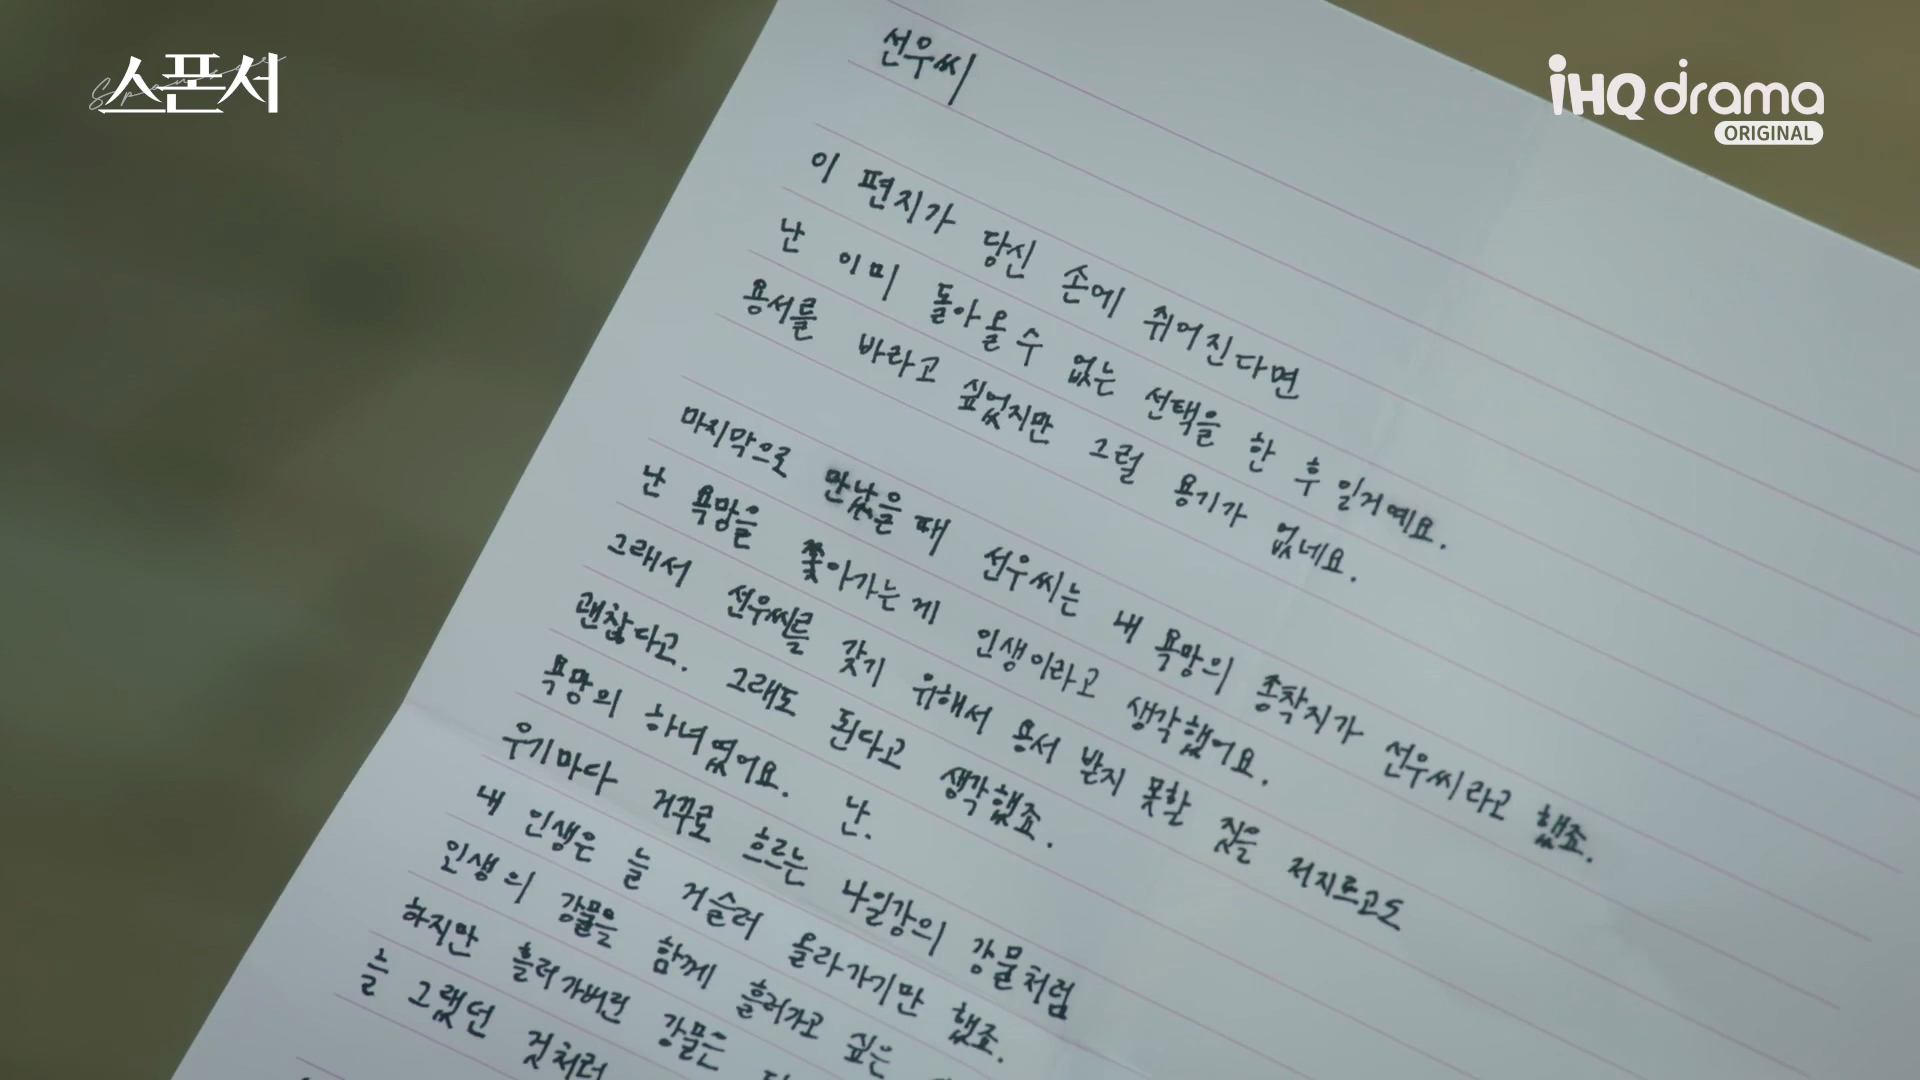 스폰서
Sponsor
iHQ drama
ORIGINAL
선우씨
이 편지가 당신 손에 쥐어진다면
난 이미 돌아올 수 없는 선택을 한 후 일거예요.
용서를 바라고 싶었지만 그럴 용기가 없네요.
마지막으로 만났을 때 선우씨는 내 욕망의 종착지가 선우씨라고 했죠.
난 욕망을 쫓아가는 게 인생이라고 생각했어요.
그래서 선우씨를 갖기 위해서 용서 받지 못할 짓을 저지르고도
괜찮다고. 그래도 된다고 생각했죠.
욕망의 하녀였어요. 난.
우기마다 거꾸로 흐르는 나일강의 강물처럼
내 인생은 늘 거슬러 올라가기만 했죠.
인생의 강물을 함께 흘러가고 싶은
하지만 흘러가버린 강물은
늘 그랬던 것처럼